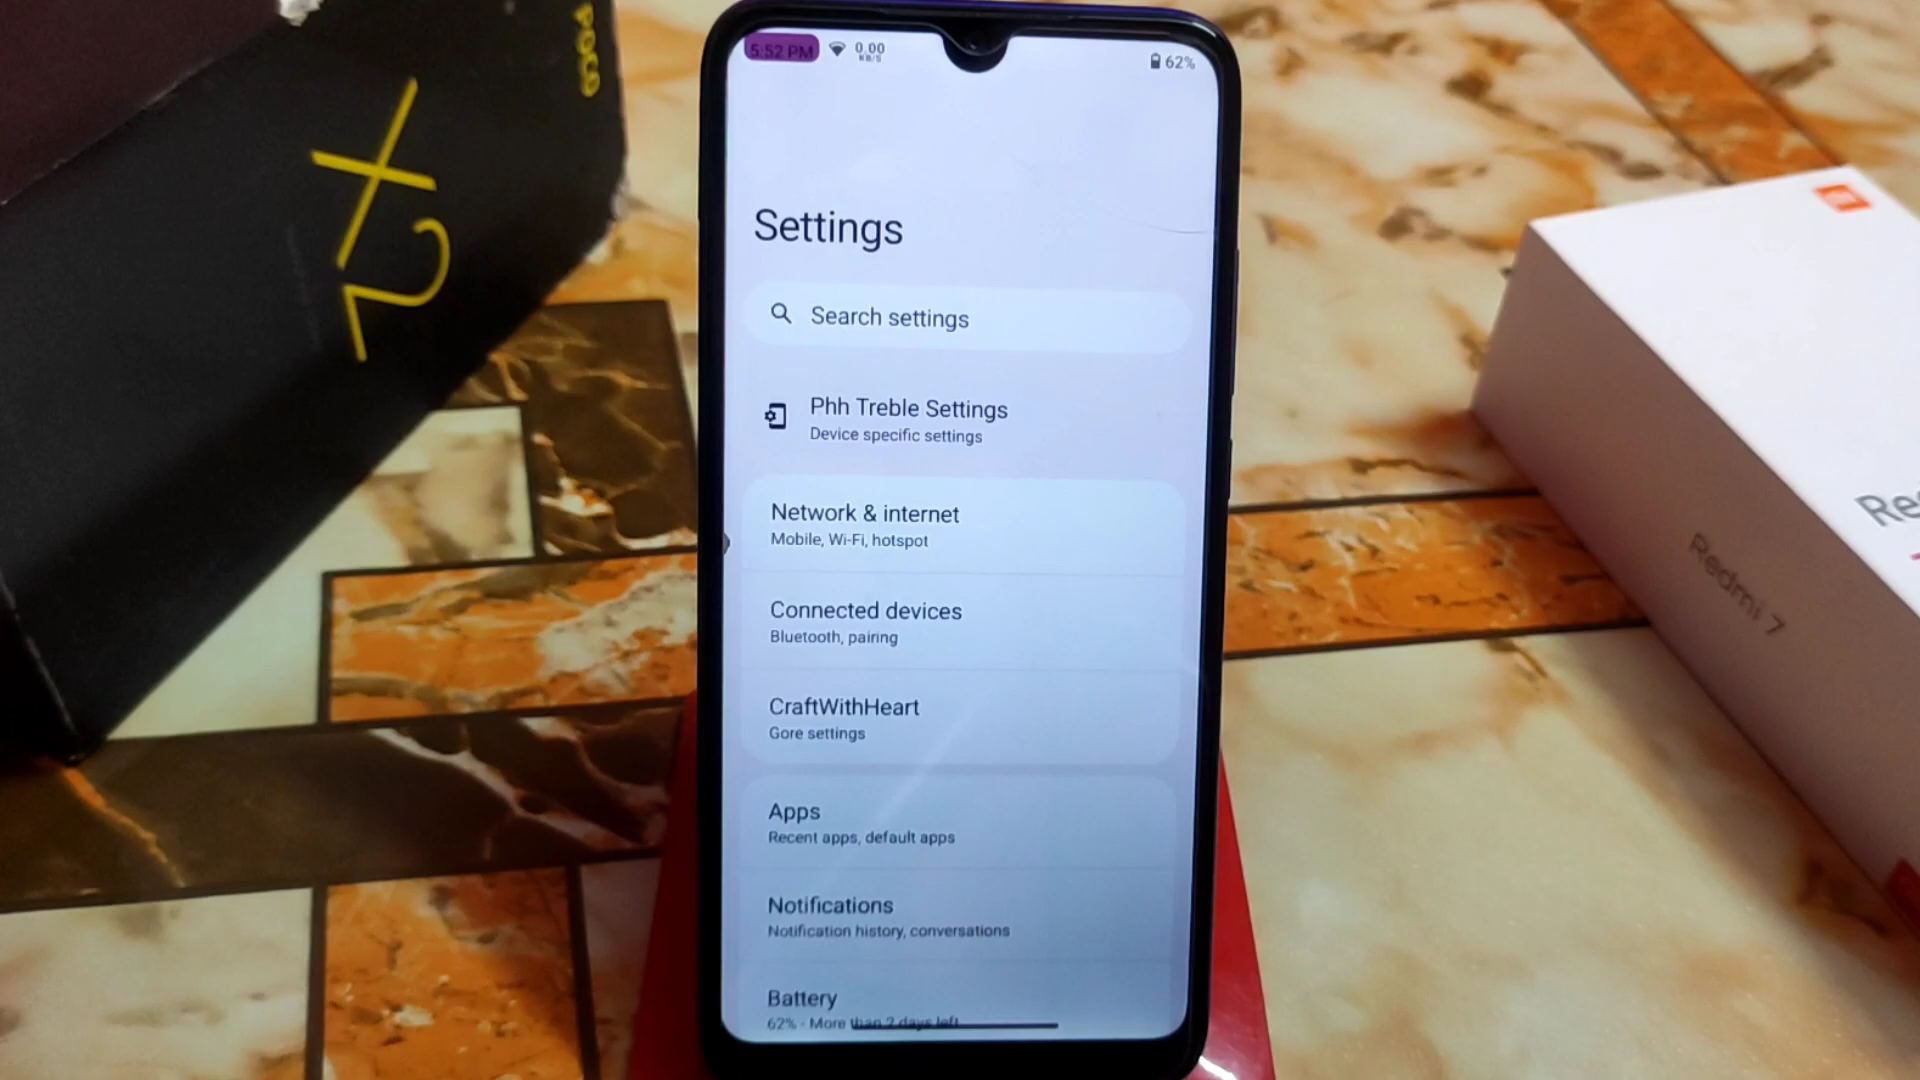 POCO
X2
5:52 PM
0.00
KB/S
62%
Settings
Search settings
Phh Treble Settings
Device specific settings
Network & internet
Mobile, Wi-Fi, hotspot
Connected devices
Bluetooth, pairing
CraftWithHeart
Gore settings
Apps
Recent apps, default apps
Notifications
Notification history, conversations
Battery
62% - More than 2 days left
Redmi 7
Re